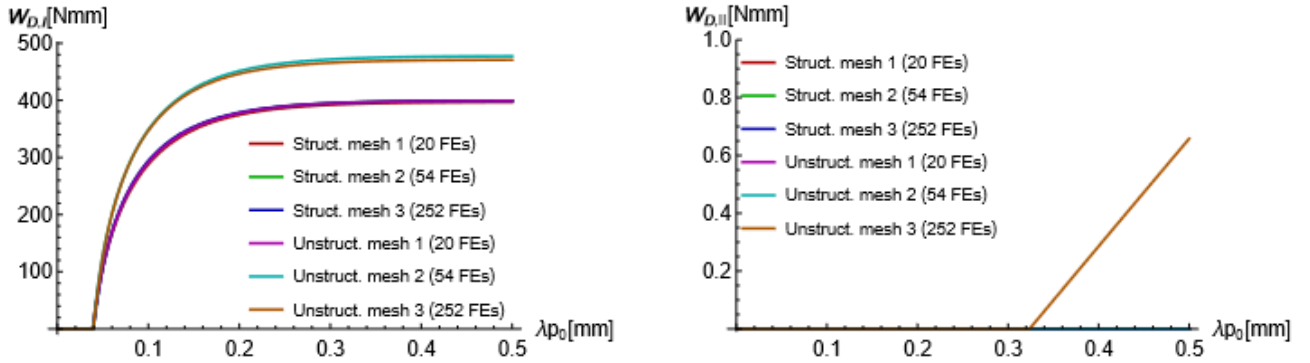 W_D,I[Nmm]
500
400
300
200
100
Struct. mesh 1 (20 FEs)
Struct. mesh 2 (54 FEs)
Struct. mesh 3 (252 FEs)
Unstruct. mesh 1 (20 FEs)
Unstruct. mesh 2 (54 FEs)
Unstruct. mesh 3 (252 FEs)
λp₀[mm]
0.1 0.2 0.3 0.4 0.5
W_D,II[Nmm]
1.0
0.8
0.6
0.4
0.2
Struct. mesh 1 (20 FEs)
Struct. mesh 2 (54 FEs)
Struct. mesh 3 (252 FEs)
Unstruct. mesh 1 (20 FEs)
Unstruct. mesh 2 (54 FEs)
Unstruct. mesh 3 (252 FEs)
λp₀[mm]
0.1 0.2 0.3 0.4 0.5